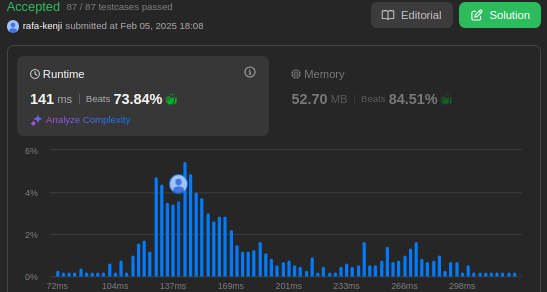 Accepted 87 / 87 testcases passed
rafa-kenji submitted at Feb 05, 2025 18:08
Editorial
Solution
Runtime
141 ms | Beats 73.84%
Analyze Complexity
Memory
52.70 MB | Beats 84.51%
6%
4%
2%
0%
72ms 104ms 137ms 169ms 201ms 233ms 266ms 298ms